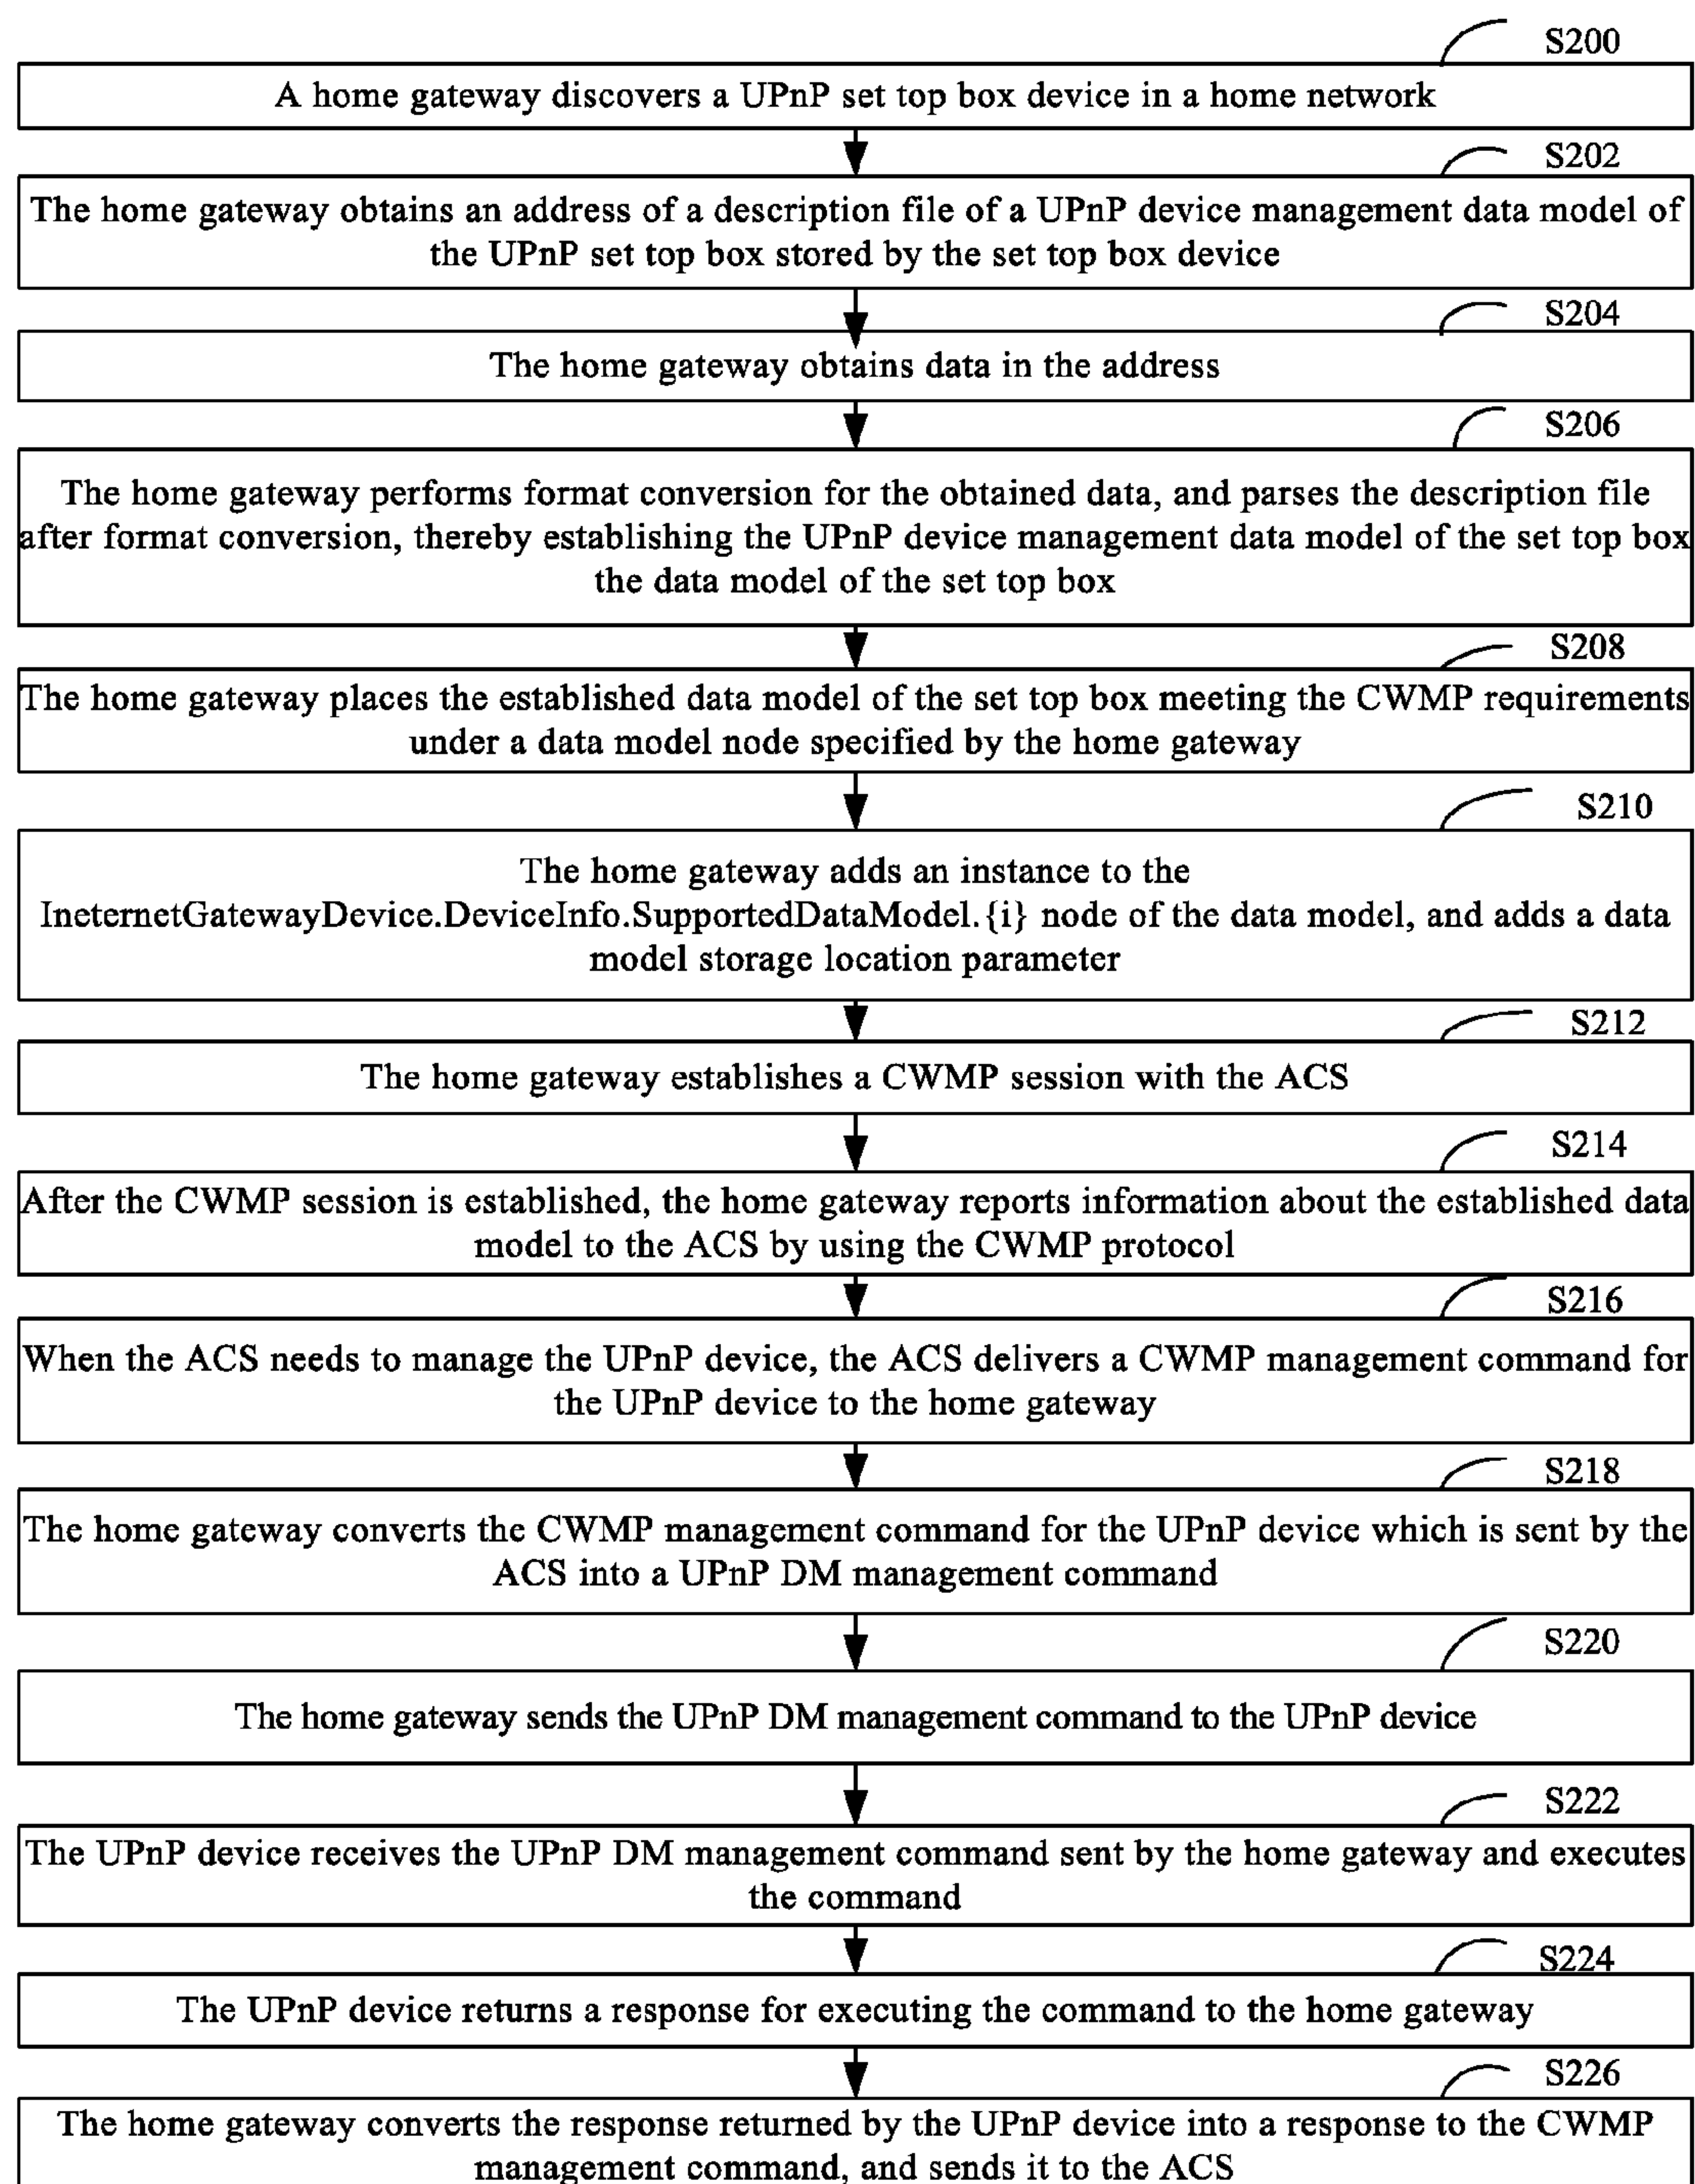 S200
A home gateway discovers a UPnP set top box device in a home network
S202
The home gateway obtains an address of a description file of a UPnP device management data model of
the UPnP set top box stored by the set top box device
S204
The home gateway obtains data in the address
S206
The home gateway performs format conversion for the obtained data, and parses the description file
after format conversion, thereby establishing the UPnP device management data model of the set top box
the data model of the set top box
S208
The home gateway places the established data model of the set top box meeting the CWMP requirements
under a data model node specified by the home gateway
S210
The home gateway adds an instance to the
IneternetGatewayDevice.DeviceInfo.SupportedDataModel.{i} node of the data model, and adds a data
model storage location parameter
S212
The home gateway establishes a CWMP session with the ACS
S214
After the CWMP session is established, the home gateway reports information about the established data
model to the ACS by using the CWMP protocol
S216
When the ACS needs to manage the UPnP device, the ACS delivers a CWMP management command for
the UPnP device to the home gateway
S218
The home gateway converts the CWMP management command for the UPnP device which is sent by the
ACS into a UPnP DM management command
S220
The home gateway sends the UPnP DM management command to the UPnP device
S222
The UPnP device receives the UPnP DM management command sent by the home gateway and executes
the command
S224
The UPnP device returns a response for executing the command to the home gateway
S226
The home gateway converts the response returned by the UPnP device into a response to the CWMP
management command, and sends it to the ACS